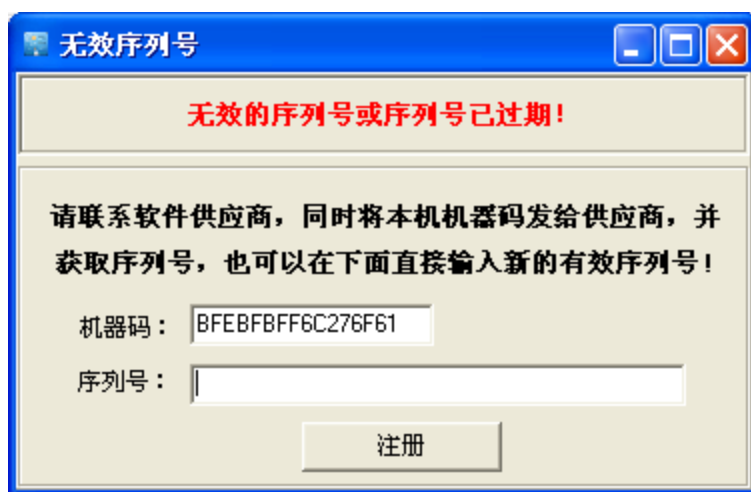 无效序列号
无效的序列号或序列号已过期！
请联系软件供应商，同时将本机机器码发给供应商，并
获取序列号，也可以在下面直接输入新的有效序列号！
机器码： BFEBFBFF6C276F61
序列号：
注册